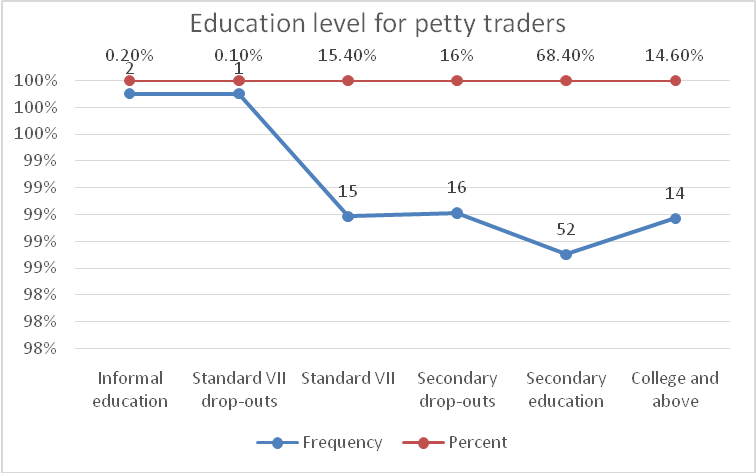 Education level for petty traders
0.20% 0.10% 15.40% 16% 68.40% 14.60%
2 1
100%
100%
100%
99%
99%
15 16 14
99%
52
99%
99%
98%
98%
98%
Informal education
Standard VII drop-outs
Standard VII
Secondary drop-outs
Secondary education
College and above
Frequency Percent